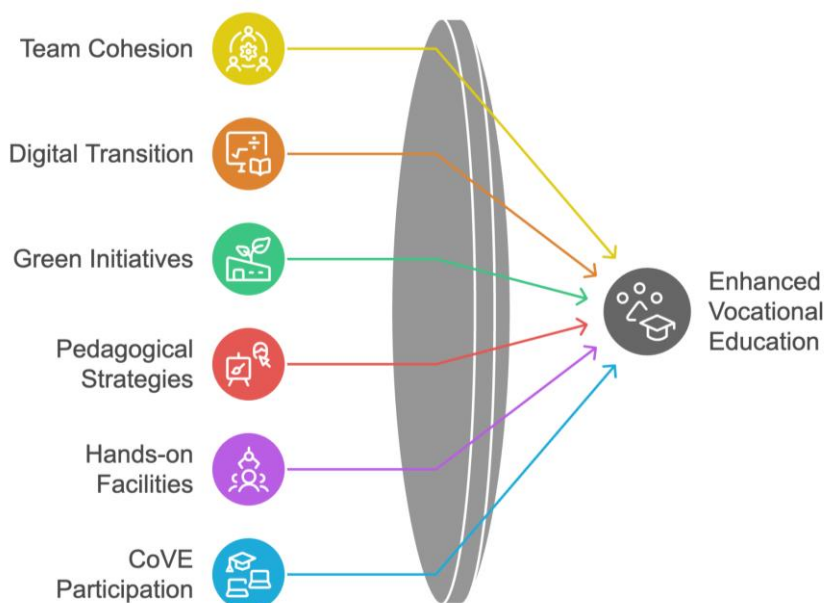 Team Cohesion
Digital Transition
Green Initiatives
Pedagogical
Strategies
Hands-on
Facilities
CoVE
Participation
Enhanced
Vocational
Education